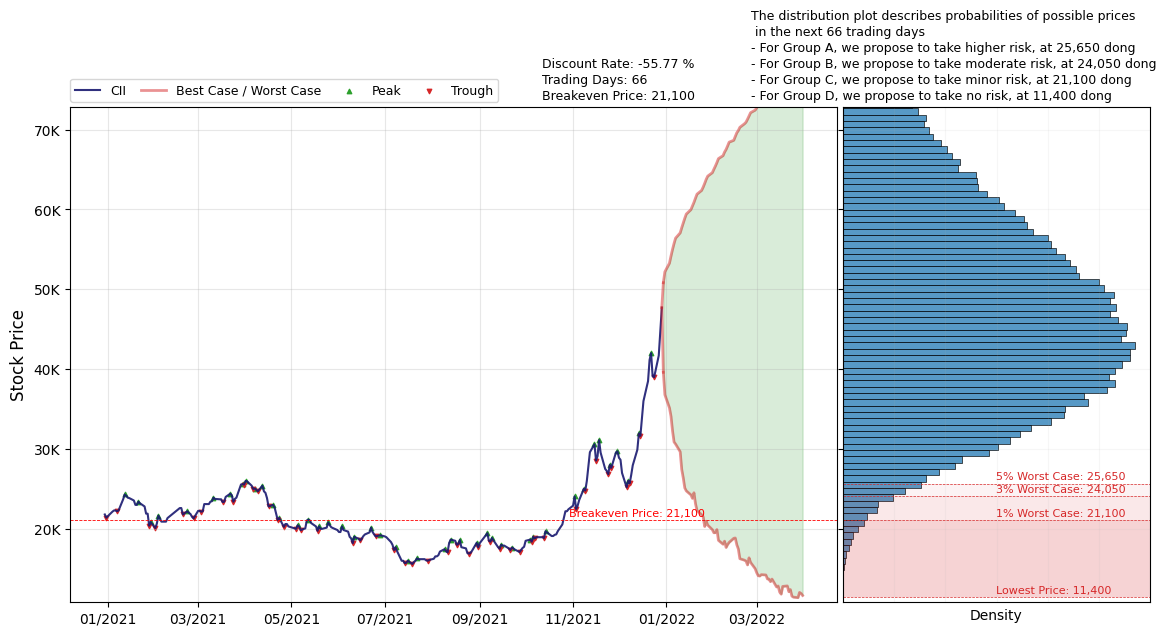 The distribution plot describes probabilities of possible prices
in the next 66 trading days
- For Group A, we propose to take higher risk, at 25,650 dong
- For Group B, we propose to take moderate risk, at 24,050 dong
- For Group C, we propose to take minor risk, at 21,100 dong
- For Group D, we propose to take no risk, at 11,400 dong
Discount Rate: -55.77 %
Trading Days: 66
Breakeven Price: 21,100
CII
Best Case / Worst Case
Peak
Trough
Stock Price
70K
60K
50K
40K
30K
20K
Breakeven Price: 21,100
5% Worst Case: 25,650
3% Worst Case: 24,050
1% Worst Case: 21,100
Lowest Price: 11,400
01/2021
03/2021
05/2021
07/2021
09/2021
11/2021
01/2022
03/2022
Density